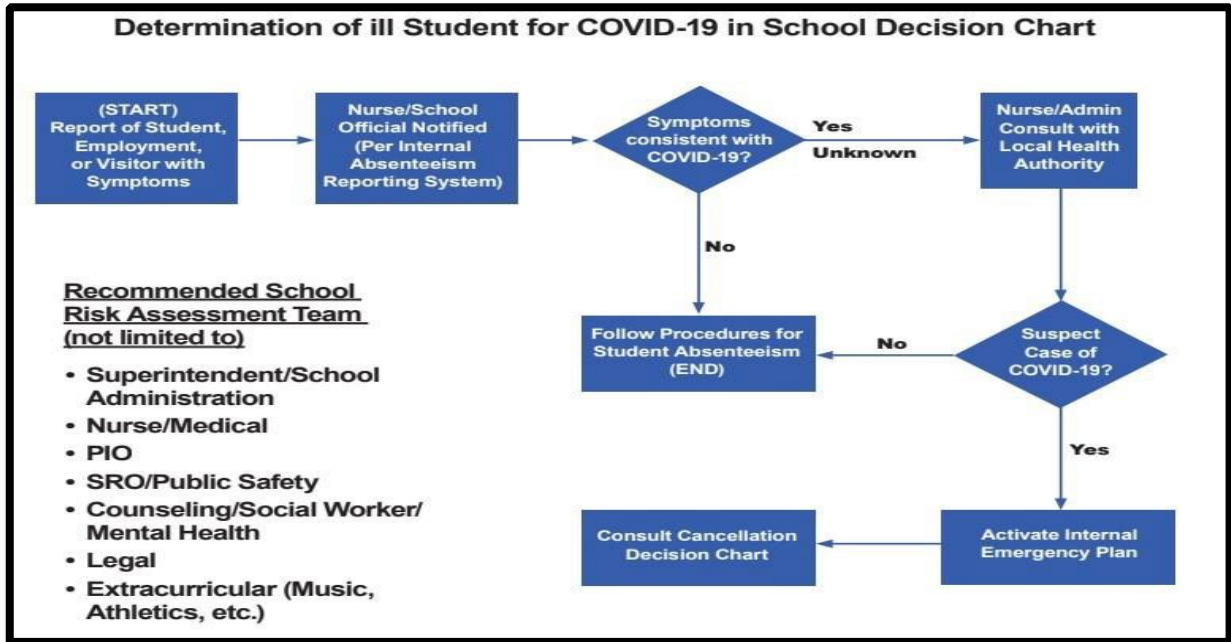 Determination of ill Student for COVID-19 in School Decision Chart
(START)
Report of Student,
Employment,
or Visitor with
Symptoms
Nurse/School
Official Notified
(Per Internal
Absenteeism
Reporting System)
Symptoms
consistent with
COVID-19?
Yes
Unknown
Nurse/Admin
Consult with
Local Health
Authority
No
Follow Procedures for
Student Absenteeism
(END)
No
Suspect
Case of
COVID-19?
Yes
Activate Internal
Emergency Plan
Consult Cancellation
Decision Chart
Recommended School
Risk Assessment Team
(not limited to)
• Superintendent/School
Administration
• Nurse/Medical
• PIO
• SRO/Public Safety
• Counseling/Social Worker/
Mental Health
• Legal
• Extracurricular (Music,
Athletics, etc.)